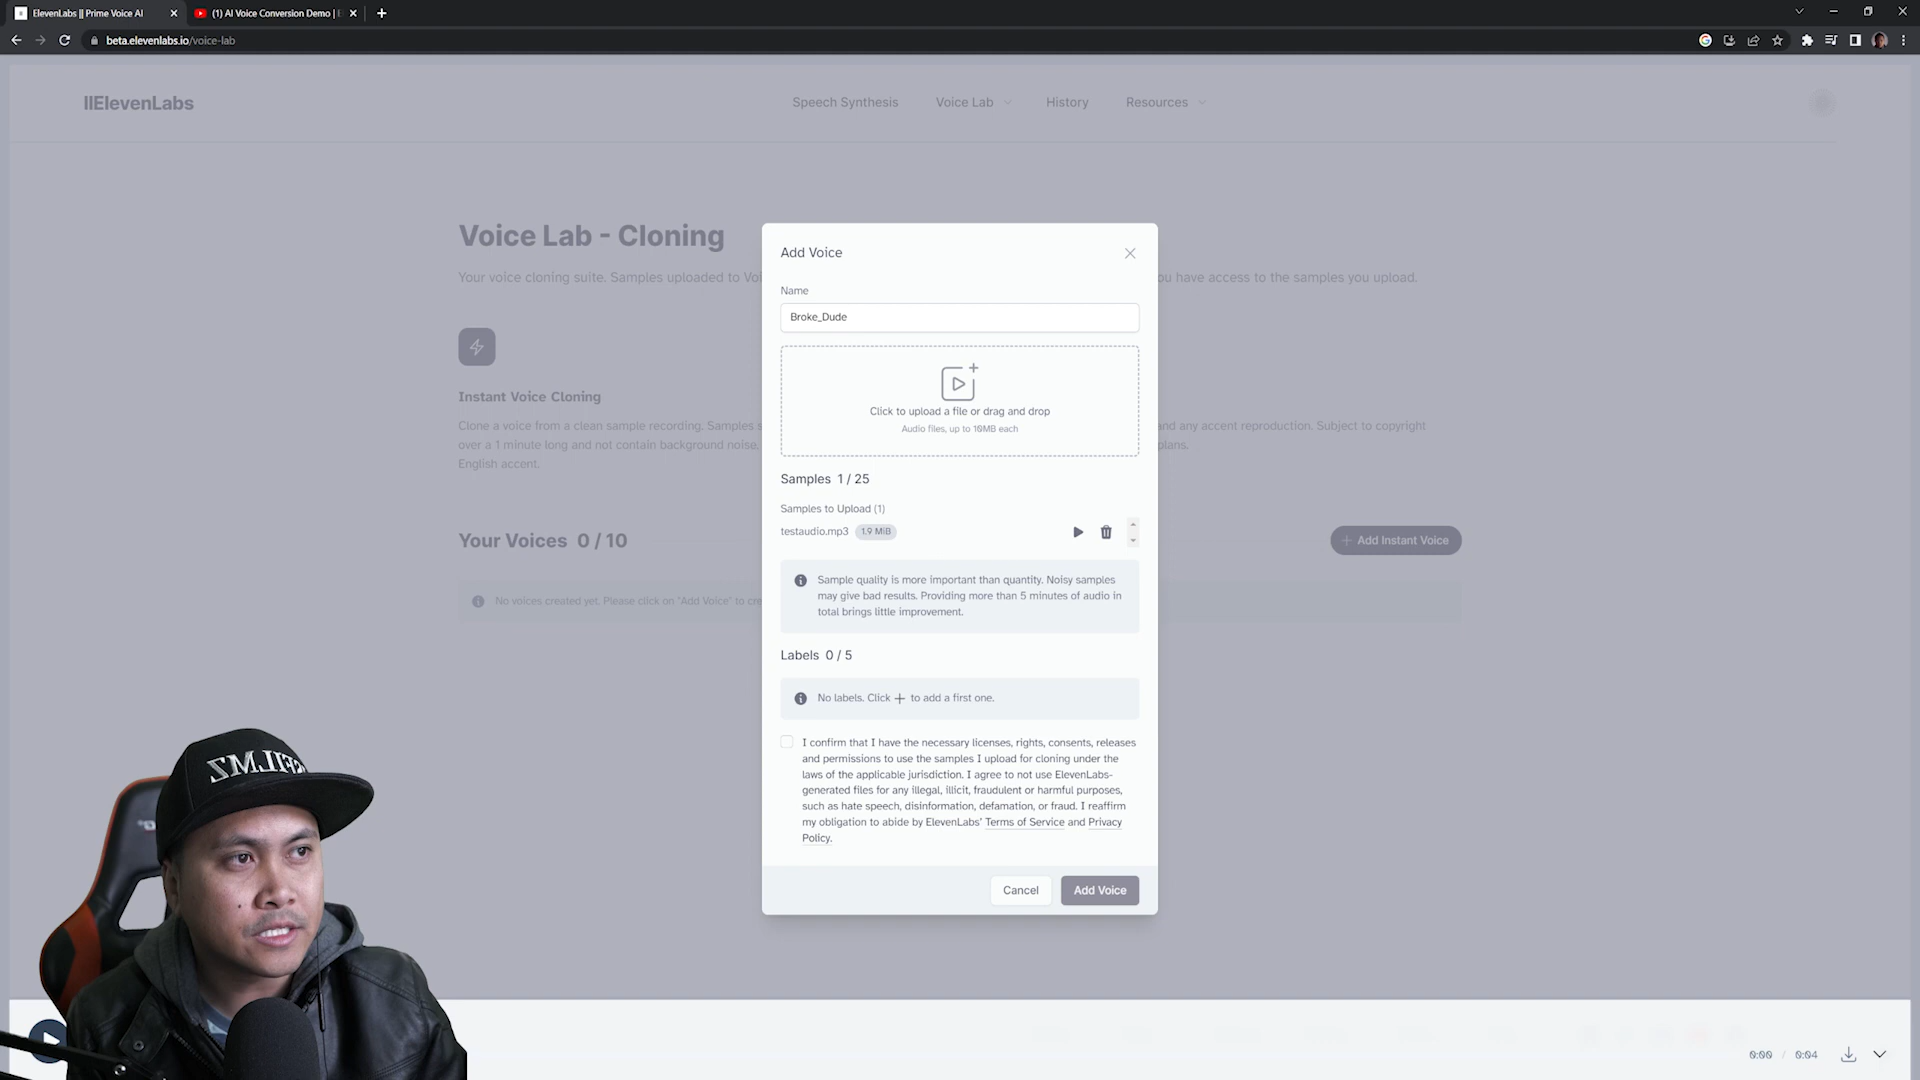 ElevenLabs || Prime Voice AI
(1) AI Voice Conversion Demo | E
beta.elevenlabs.io/voice-lab
IIElevenLabs
Speech Synthesis
Voice Lab
History
Resources
Voice Lab - Cloning
Your voice cloning suite. Samples uploaded to Voi
ou have access to the samples you upload.
Instant Voice Cloning
Clone a voice from a clean sample recording. Samples s
over a 1 minute long and not contain background noise,
English accent.
nd any accent reproduction. Subject to copyright
plans.
Your Voices 0 / 10
+ Add Instant Voice
No voices created yet. Please click on "Add Voice" to cre
Add Voice
Name
Broke_Dude
Click to upload a file or drag and drop
Audio files, up to 10MB each
Samples 1 / 25
Samples to Upload (1)
testaudio.mp3 1.9 MiB
Sample quality is more important than quantity. Noisy samples
may give bad results. Providing more than 5 minutes of audio in
total brings little improvement.
Labels 0 / 5
No labels. Click + to add a first one.
I confirm that I have the necessary licenses, rights, consents, releases
and permissions to use the samples I upload for cloning under the
laws of the applicable jurisdiction. I agree to not use ElevenLabs-
generated files for any illegal, illicit, fraudulent or harmful purposes,
such as hate speech, disinformation, defamation, or fraud. I reaffirm
my obligation to abide by ElevenLabs' Terms of Service and Privacy
Policy.
Cancel
Add Voice
0:00 / 0:04